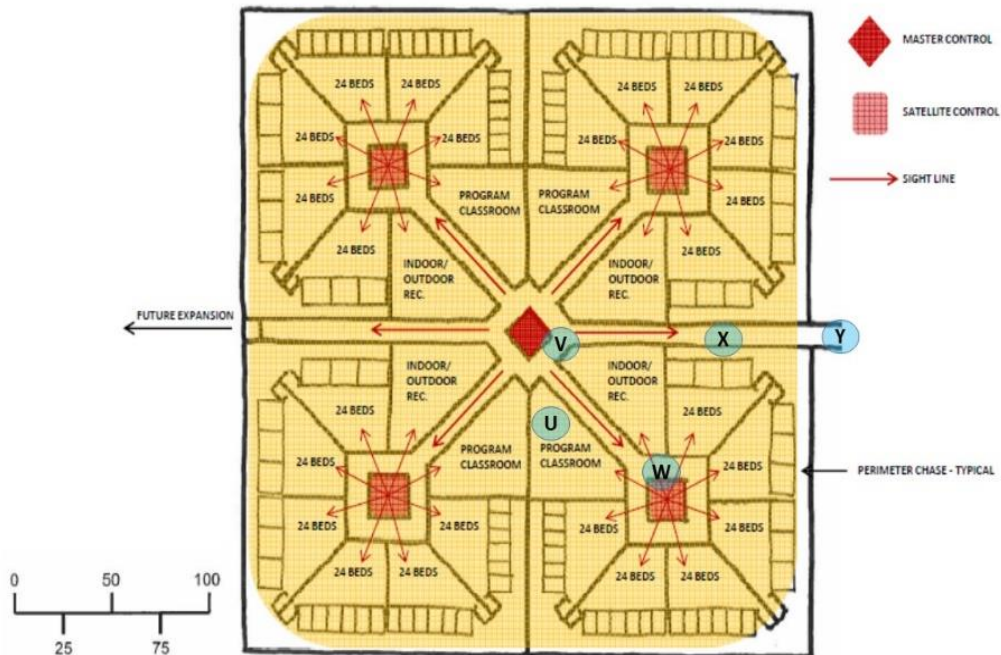 MASTER CONTROL
24 BEDS
24 BEDS
24 BEDS
24 BEDS
SATELLITE CONTROL
24 BEDS
24 BEDS
24 BEDS
24 BEDS
SIGHT LINE
24 BEDS
PROGRAM
CLASSROOM
PROGRAM
CLASSROOM
24 BEDS
24 BEDS
24 BEDS
INDOOR/
OUTDOOR
REC.
INDOOR/
OUTDOOR
REC.
FUTURE EXPANSION
V
X
Y
INDOOR/
OUTDOOR
REC.
INDOOR/
OUTDOOR
REC.
24 BEDS
24 BEDS
U
PROGRAM
CLASSROOM
PROGRAM
CLASSROOM
24 BEDS
W
24 BEDS
PERIMETER CHASE - TYPICAL
24 BEDS
24 BEDS
24 BEDS
24 BEDS
24 BEDS
24 BEDS
24 BEDS
24 BEDS
0
50
100
25
75